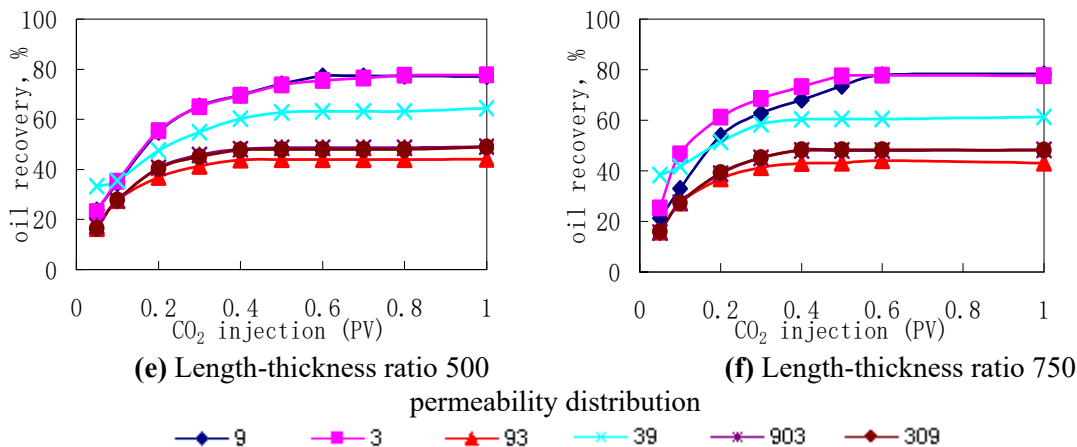 100
80
60
40
20
0
oil recovery, %
0 0.2 0.4 0.6 0.8 1
CO₂ injection (PV)
(e) Length-thickness ratio 500
100
80
60
40
20
0
oil recovery, %
0 0.2 0.4 0.6 0.8 1
CO₂ injection (PV)
(f) Length-thickness ratio 750
permeability distribution
9 3 93 39 903 309